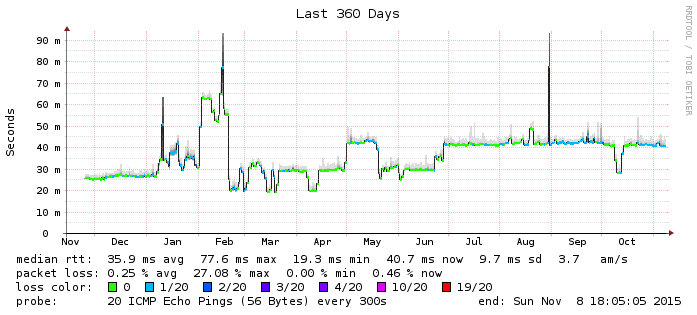 Last 360 Days
RRDTOOL / TOBI OETIKER
Seconds
90 m
80 m
70 m
60 m
50 m
40 m
30 m
20 m
10 m
0
Nov Dec Jan Feb Mar Apr May Jun Jul Aug Sep Oct
median rtt: 35.9 ms avg 77.6 ms max 19.3 ms min 40.7 ms now 9.7 ms sd 3.7 am/s
packet loss: 0.25 % avg 27.08 % max 0.00 % min 0.46 % now
loss color: 0 1/20 2/20 3/20 4/20 10/20 19/20
probe: 20 ICMP Echo Pings (56 Bytes) every 300s end: Sun Nov 8 18:05:05 2015